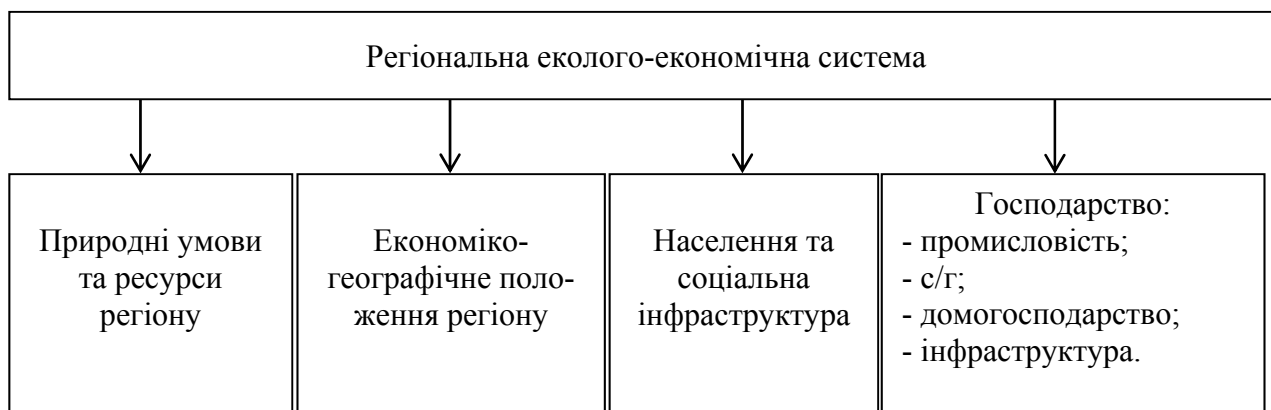 Регіональна еколого-економічна система
Природні умови
та ресурси
регіону
Економіко-
географічне поло-
ження регіону
Населення та
соціальна
інфраструктура
Господарство:
- промисловість;
- с/г;
- домогосподарство;
- інфраструктура.